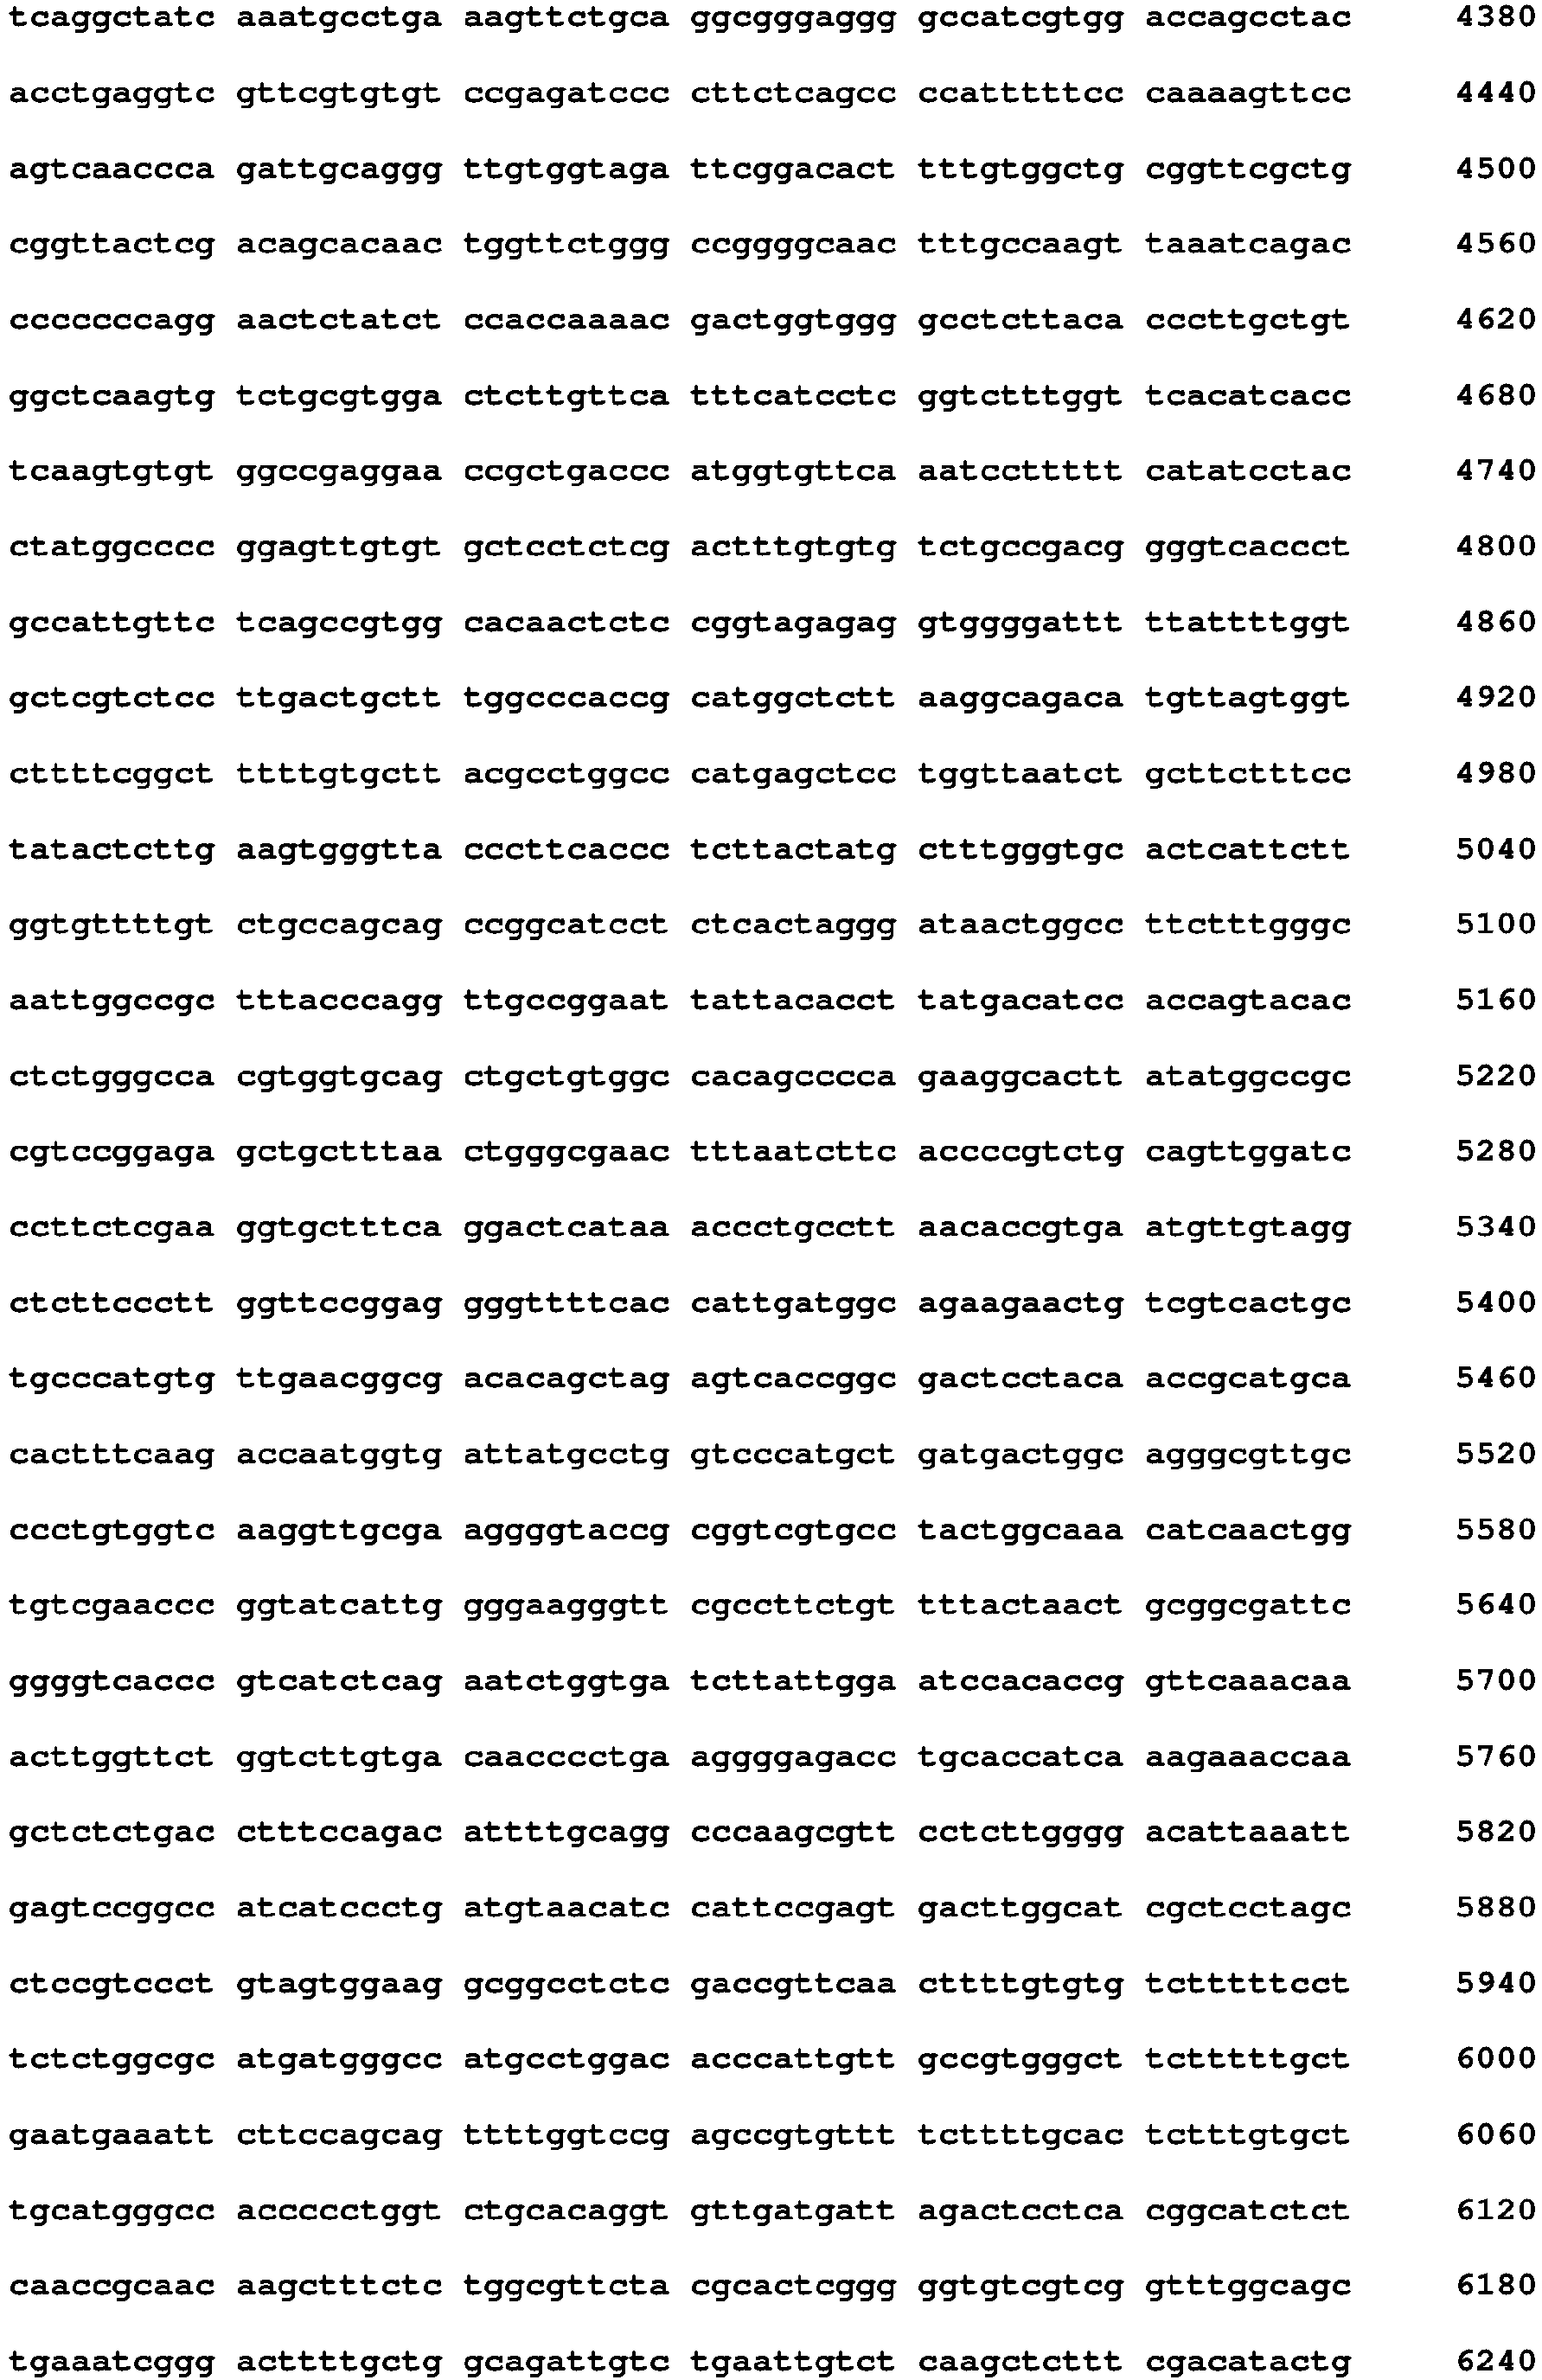 tcaggctatc aaatgcctga aagttctgca ggcgggaggg gccatcgtgg accagcctac 4380
acctgaggtc gttcgtgtgt ccgagatccc cttctcagcc ccatttttcc caaaagttcc 4440
agtcaaccca gattgcaggg ttgtggtaga ttcggacact tttgtggctg cggttcgctg 4500
cggttactcg acagcacaac tggttctggg ccggggcaac tttgccaagt taaatcagac 4560
cccccccagg aactctatct ccaccaaaac gactggtggg gcctcttaca cccttgctgt 4620
ggctcaagtg tctgcgtgga ctcttgttca tttcatcctc ggtctttggt tcacatcacc 4680
tcaagtgtgt ggccgaggaa ccgctgaccc atggtgttca aatccttttt catatcctac 4740
ctatggcccc ggagttgtgt gctcctctcg actttgtgtg tctgccgacg gggtcaccct 4800
gccattgttc tcagccgtgg cacaactctc cggtagagag gtggggattt ttattttggt 4860
gctcgtctcc ttgactgctt tggcccaccg catggctctt aaggcagaca tgttagtggt 4920
cttttcggct ttttgtgctt acgcctggcc catgagctcc tggttaatct gcttctttcc 4980
tatactcttg aagtgggtta cccttcaccc tcttactatg ctttgggtgc actcattctt 5040
ggtgttttgt ctgccagcag ccggcatcct ctcactaggg ataactggcc ttctttgggc 5100
aattggccgc tttacccagg ttgccggaat tattacacct tatgacatcc accagtacac 5160
ctctgggcca cgtggtgcag ctgctgtggc cacagcccca gaaggcactt atatggccgc 5220
cgtccggaga gctgctttaa ctgggcgaac tttaatcttc accccgtctg cagttggatc 5280
ccttctcgaa ggtgctttca ggactcataa accctgcctt aacaccgtga atgttgtagg 5340
ctcttccctt ggttccggag gggttttcac cattgatggc agaagaactg tcgtcactgc 5400
tgcccatgtg ttgaacggcg acacagctag agtcaccggc gactcctaca accgcatgca 5460
cactttcaag accaatggtg attatgcctg gtcccatgct gatgactggc agggcgttgc 5520
ccctgtggtc aaggttgcga aggggtaccg cggtcgtgcc tactggcaaa catcaactgg 5580
tgtcgaaccc ggtatcattg gggaagggtt cgccttctgt tttactaact gcggcgattc 5640
ggggtcaccc gtcatctcag aatctggtga tcttattgga atccacaccg gttcaaacaa 5700
acttggttct ggtcttgtga caacccctga aggggagacc tgcaccatca aagaaaccaa 5760
gctctctgac ctttccagac attttgcagg cccaagcgtt cctcttgggg acattaaatt 5820
gagtccggcc atcatccctg atgtaacatc cattccgagt gacttggcat cgctcctagc 5880
ctccgtccct gtagtggaag gcggcctctc gaccgttcaa cttttgtgtg tctttttcct 5940
tctctggcgc atgatgggcc atgcctggac acccattgtt gccgtgggct tctttttgct 6000
gaatgaaatt cttccagcag ttttggtccg agccgtgttt tcttttgcac tctttgtgct 6060
tgcatgggcc accccctggt ctgcacaggt gttgatgatt agactcctca cggcatctct 6120
caaccgcaac aagctttctc tggcgttcta cgcactcggg ggtgtcgtcg gtttggcagc 6180
tgaaatcggg acttttgctg gcagattgtc tgaattgtct caagctcttt cgacatactg 6240